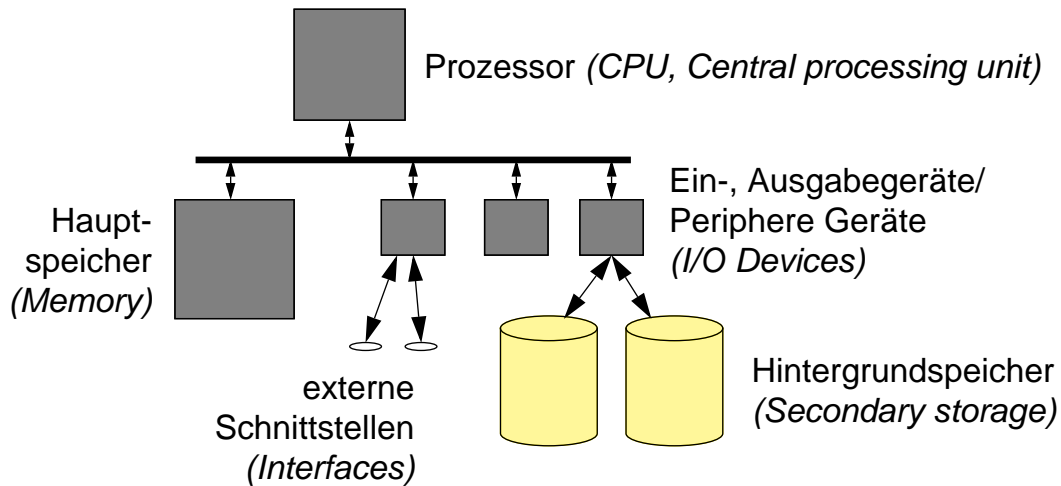 Prozessor (CPU, Central processing unit)
Ein-, Ausgabegeräte/
Periphere Geräte
(I/O Devices)
Haupt-
speicher
(Memory)
Hintergrundspeicher
(Secondary storage)
externe
Schnittstellen
(Interfaces)